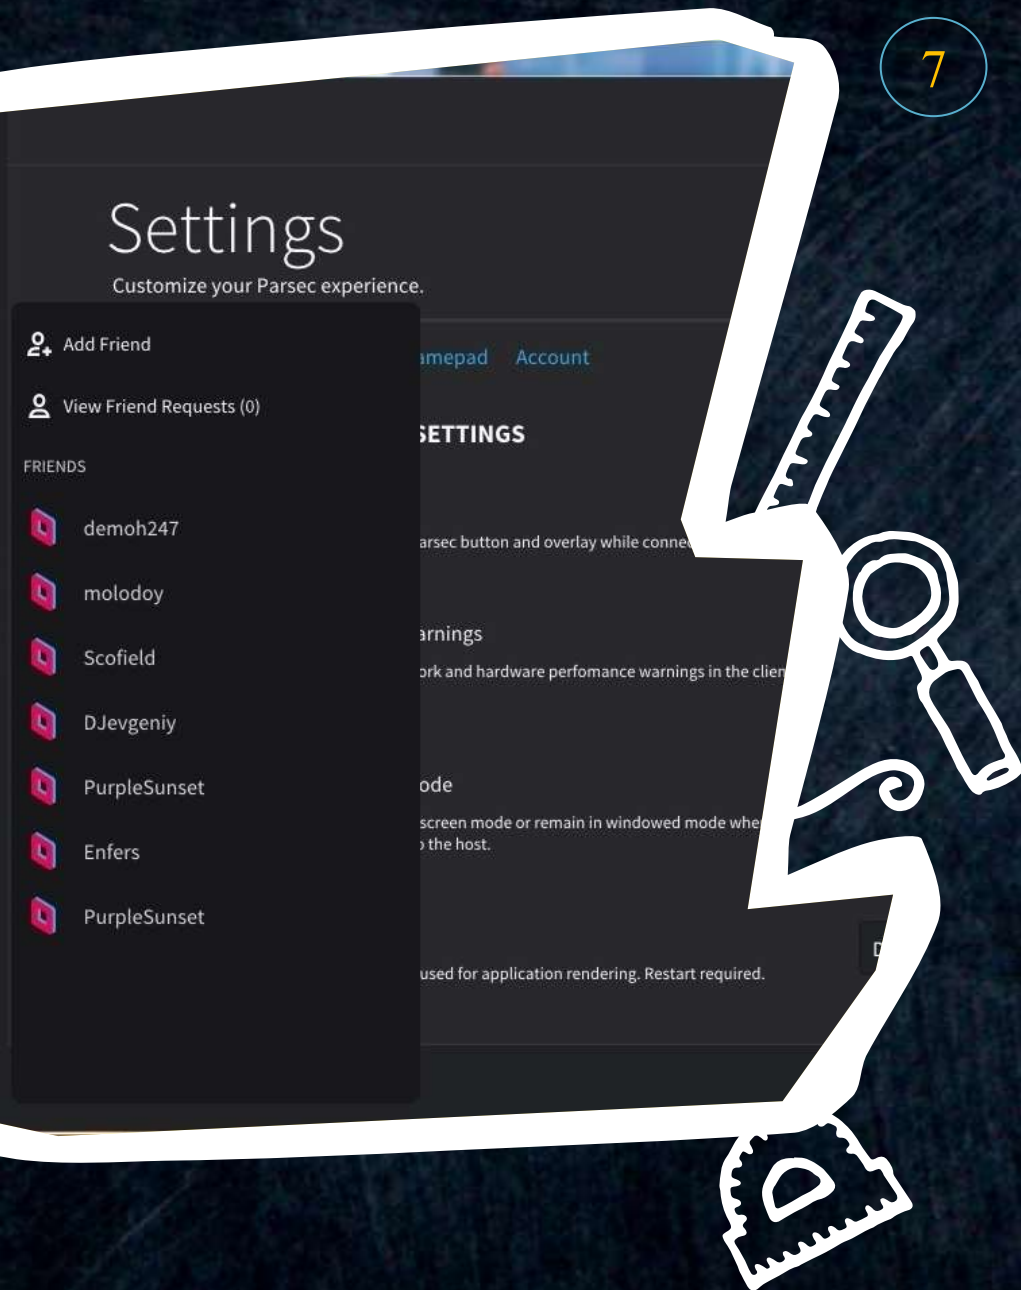 7
Settings
Customize your Parsec experience.
Add Friend
amepad Account
View Friend Requests (0)
SETTINGS
FRIENDS
demoh247
arsec button and overlay while conne
molodoy
arnings
Scofield
ork and hardware perfomance warnings in the clien
DJevgeniy
PurpleSunset
ode
screen mode or remain in windowed mode whe
Enfers
the host.
PurpleSunset
used for application rendering. Restart required.